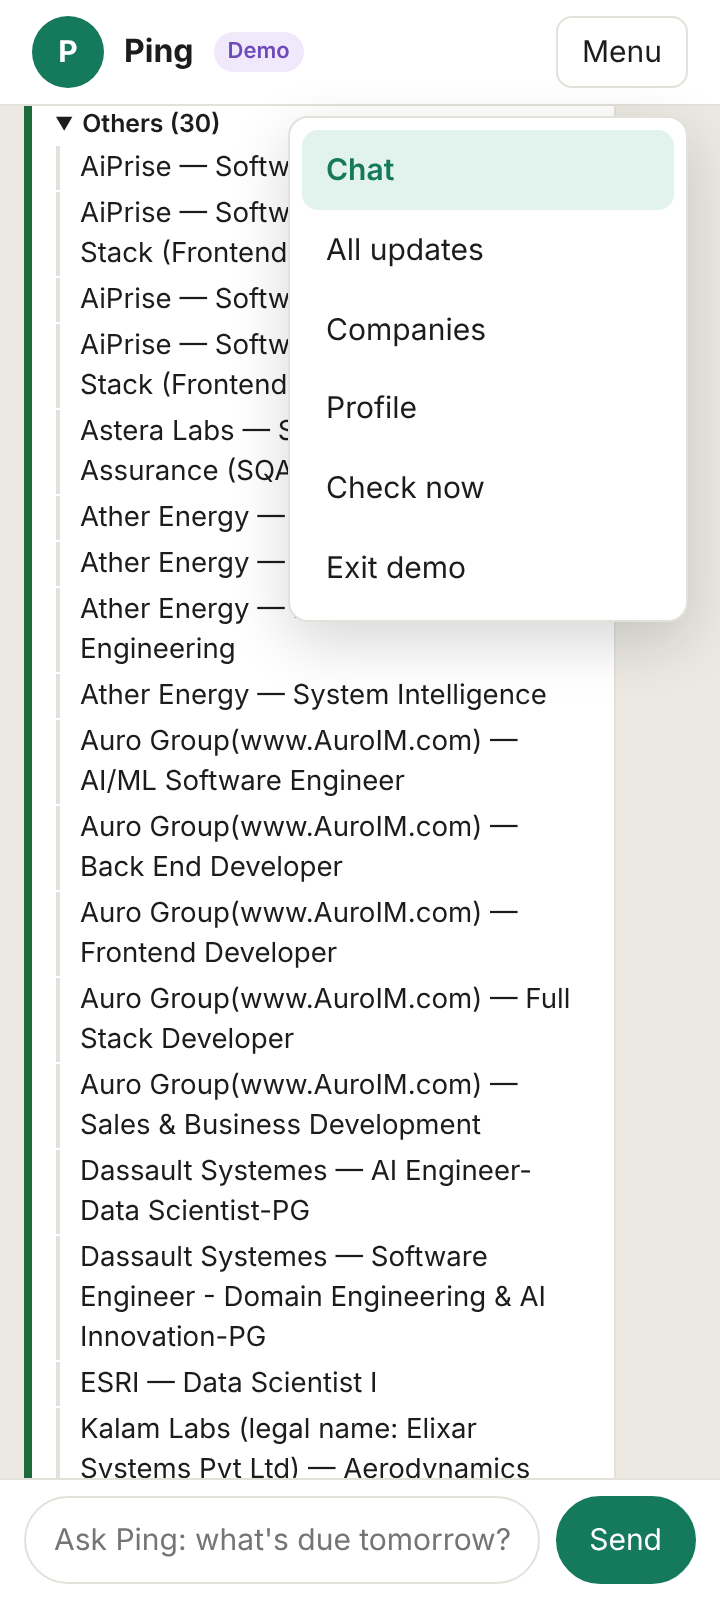 P Ping Demo Menu
▼ Others (30)
AiPrise — Softw
AiPrise — Softw
Stack (Frontend
AiPrise — Softw
AiPrise — Softw
Stack (Frontend
Astera Labs — S
Assurance (SQA
Ather Energy —
Ather Energy —
Ather Energy —
Engineering
Ather Energy — System Intelligence
Auro Group(www.AuroIM.com) —
AI/ML Software Engineer
Auro Group(www.AuroIM.com) —
Back End Developer
Auro Group(www.AuroIM.com) —
Frontend Developer
Auro Group(www.AuroIM.com) — Full
Stack Developer
Auro Group(www.AuroIM.com) —
Sales & Business Development
Dassault Systemes — AI Engineer-
Data Scientist-PG
Dassault Systemes — Software
Engineer - Domain Engineering & AI
Innovation-PG
ESRI — Data Scientist I
Kalam Labs (legal name: Elixar
Systems Pvt Ltd) — Aerodynamics
Chat
All updates
Companies
Profile
Check now
Exit demo
Ask Ping: what's due tomorrow? Send